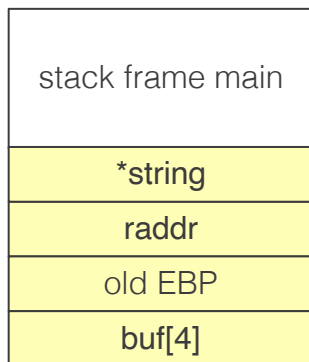 stack frame main
*string
raddr
old EBP
buf[4]